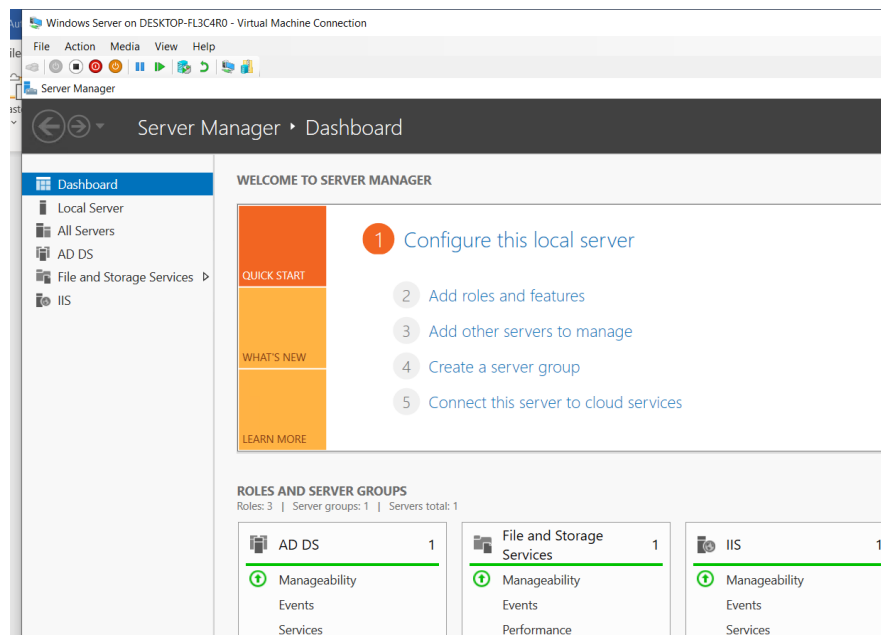 Windows Server on DESKTOP-FL3C4R0 - Virtual Machine Connection
File Action Media View Help
Server Manager
Server Manager ‣ Dashboard
Dashboard
Local Server
All Servers
AD DS
File and Storage Services
IIS
WELCOME TO SERVER MANAGER
QUICK START
WHAT'S NEW
LEARN MORE
1 Configure this local server
2 Add roles and features
3 Add other servers to manage
4 Create a server group
5 Connect this server to cloud services
ROLES AND SERVER GROUPS
Roles: 3 | Server groups: 1 | Servers total: 1
AD DS 1
Manageability
Events
Services
File and Storage
Services 1
Manageability
Events
Performance
IIS 1
Manageability
Events
Services